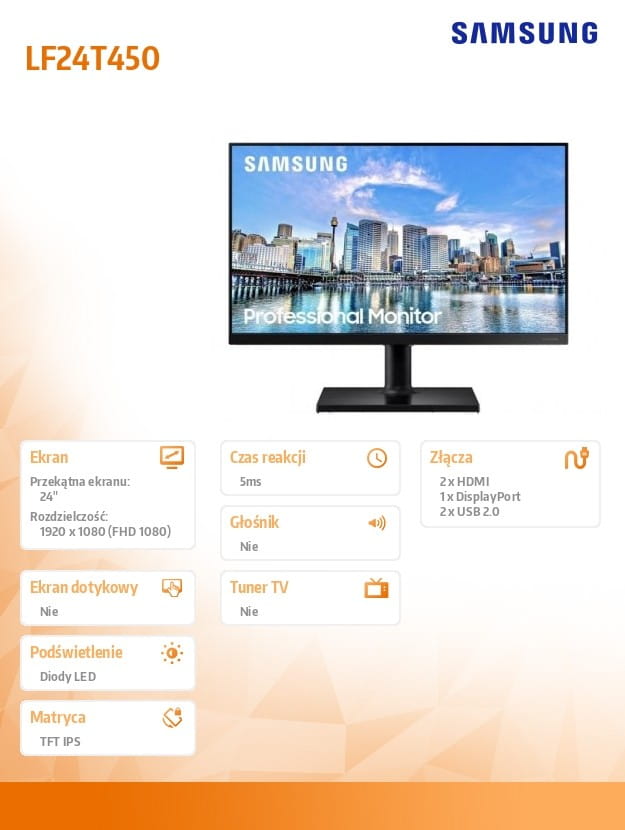 SAMSUNG
LF24T450
SAMSUNG
Professional Monitor
Ekran
Przekątna ekranu:
24"
Rozdzielczość:
1920 x 1080 (FHD 1080)
Czas reakcji
5ms
Złącza
2 x HDMI
1 x DisplayPort
2 x USB 2.0
Głośnik
Nie
Ekran dotykowy
Nie
Tuner TV
Nie
Podświetlenie
Diody LED
Matryca
TFT IPS